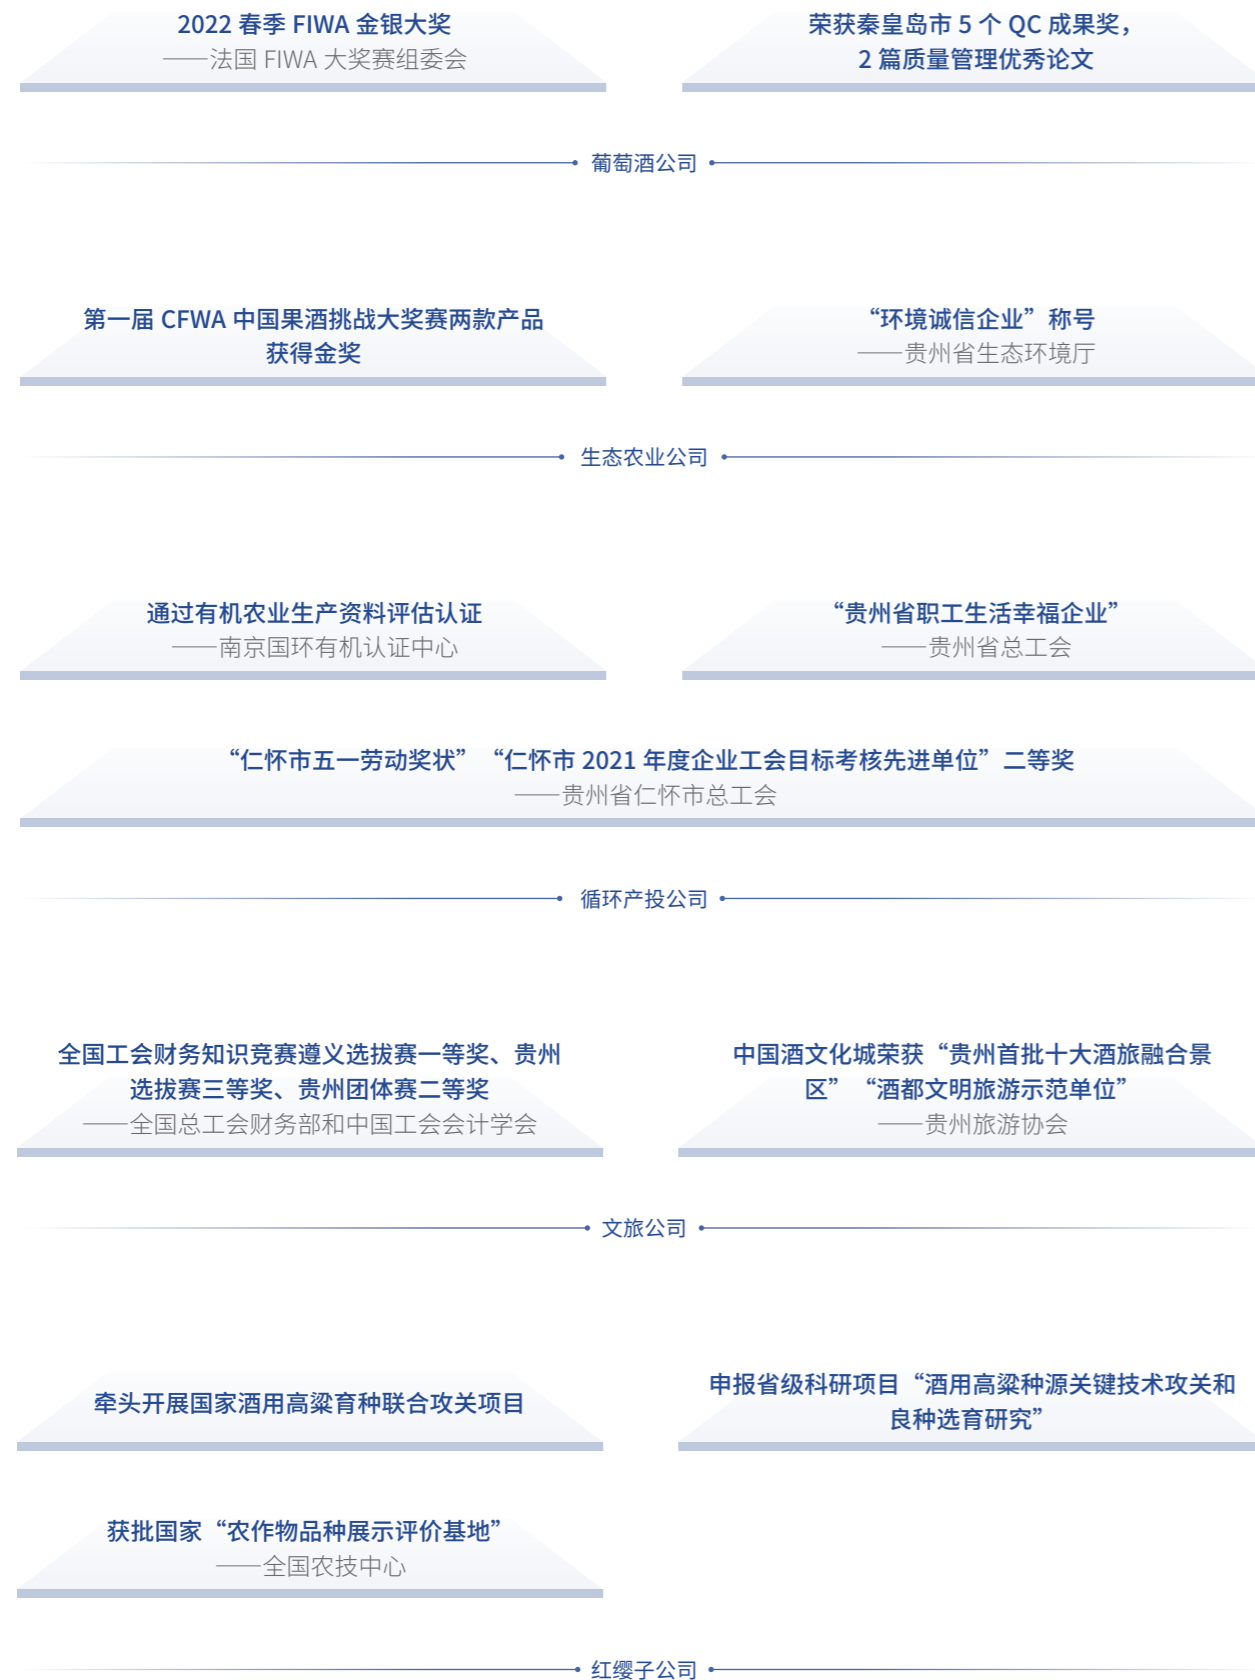 2022 春季 FIWA 金银大奖
——法国 FIWA 大奖赛组委会
荣获秦皇岛市 5 个 QC 成果奖，
2 篇质量管理优秀论文
葡萄酒公司
第一届 CFWA 中国果酒挑战大奖赛两款产品
获得金奖
“环境诚信企业”称号
——贵州省生态环境厅
生态农业公司
通过有机农业生产资料评估认证
——南京国环有机认证中心
“贵州省职工生活幸福企业”
——贵州省总工会
“仁怀市五一劳动奖状”“仁怀市 2021 年度企业工会目标考核先进单位”二等奖
——贵州省仁怀市总工会
循环产投公司
全国工会财务知识竞赛遵义选拔赛一等奖、贵州
选拔赛三等奖、贵州团体赛二等奖
——全国总工会财务部和中国工会会计学会
中国酒文化城荣获“贵州首批十大酒旅融合景
区”“酒都文明旅游示范单位”
——贵州旅游协会
文旅公司
牵头开展国家酒用高粱育种联合攻关项目
申报省级科研项目“酒用高粱种源关键技术攻关和
良种选育研究”
获批国家“农作物品种展示评价基地”
——全国农技中心
红缨子公司